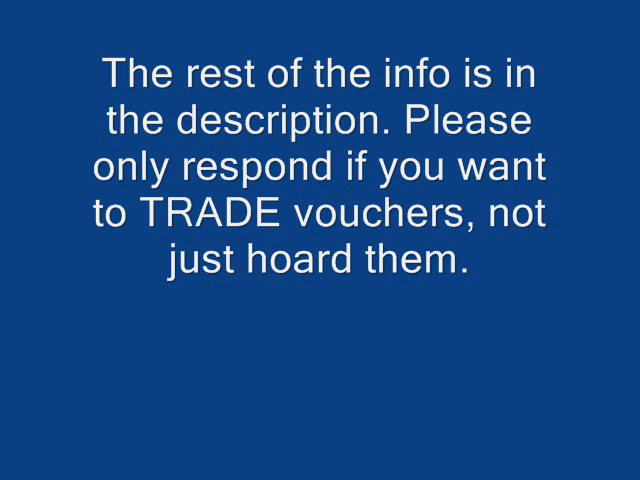 The rest of the info is in
the description. Please
only respond if you want
to TRADE vouchers, not
just hoard them.